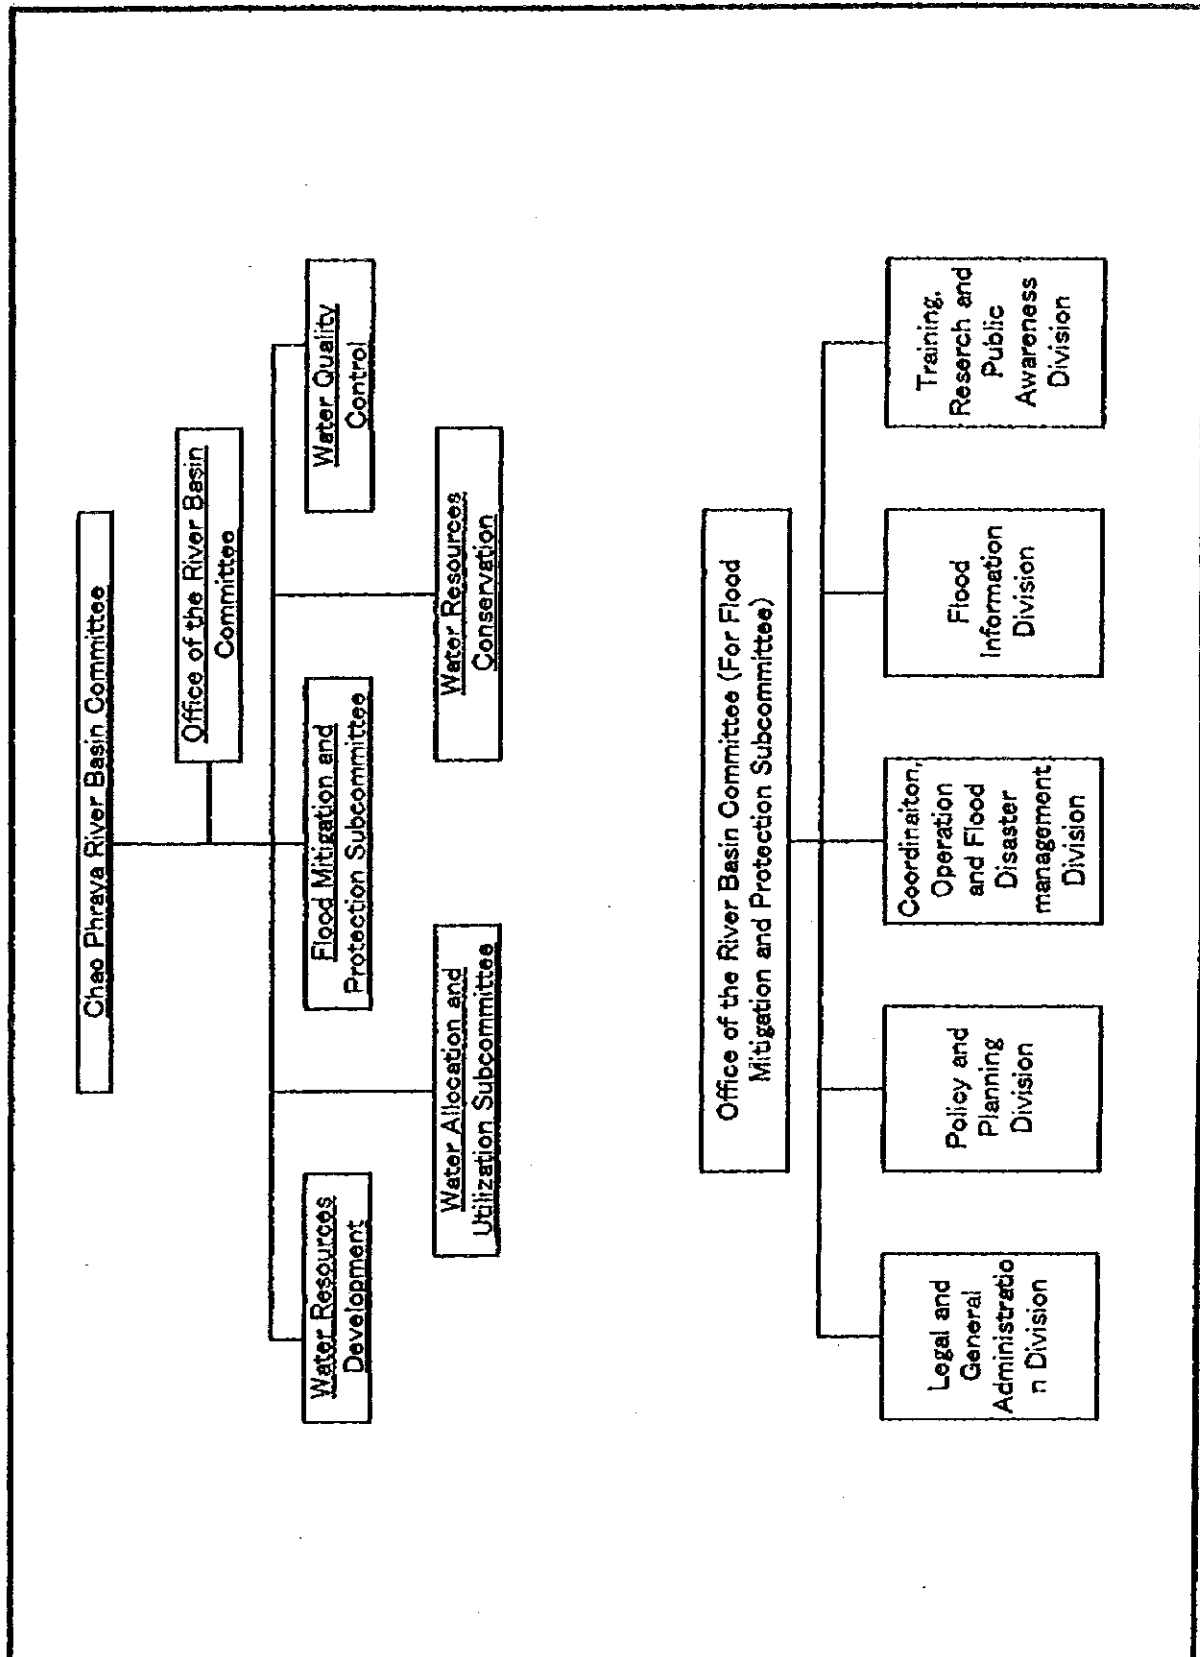 Chao Phraya River Basin Committee
Office of the River Basin
Committee
Water Resources
Development
Flood Mitigation and
Protection Subcommittee
Water Quality
Control
Water Allocation and
Utilization Subcommittee
Water Resources
Conservation
Office of the River Basin Committee (For Flood
Mitigation and Protection Subcommittee)
Legal and
General
Administratio
n Division
Policy and
Planning
Division
Coordinaiton,
Operation
and Flood
Disaster
management
Division
Flood
Information
Division
Training,
Reserch and
Public
Awareness
Division